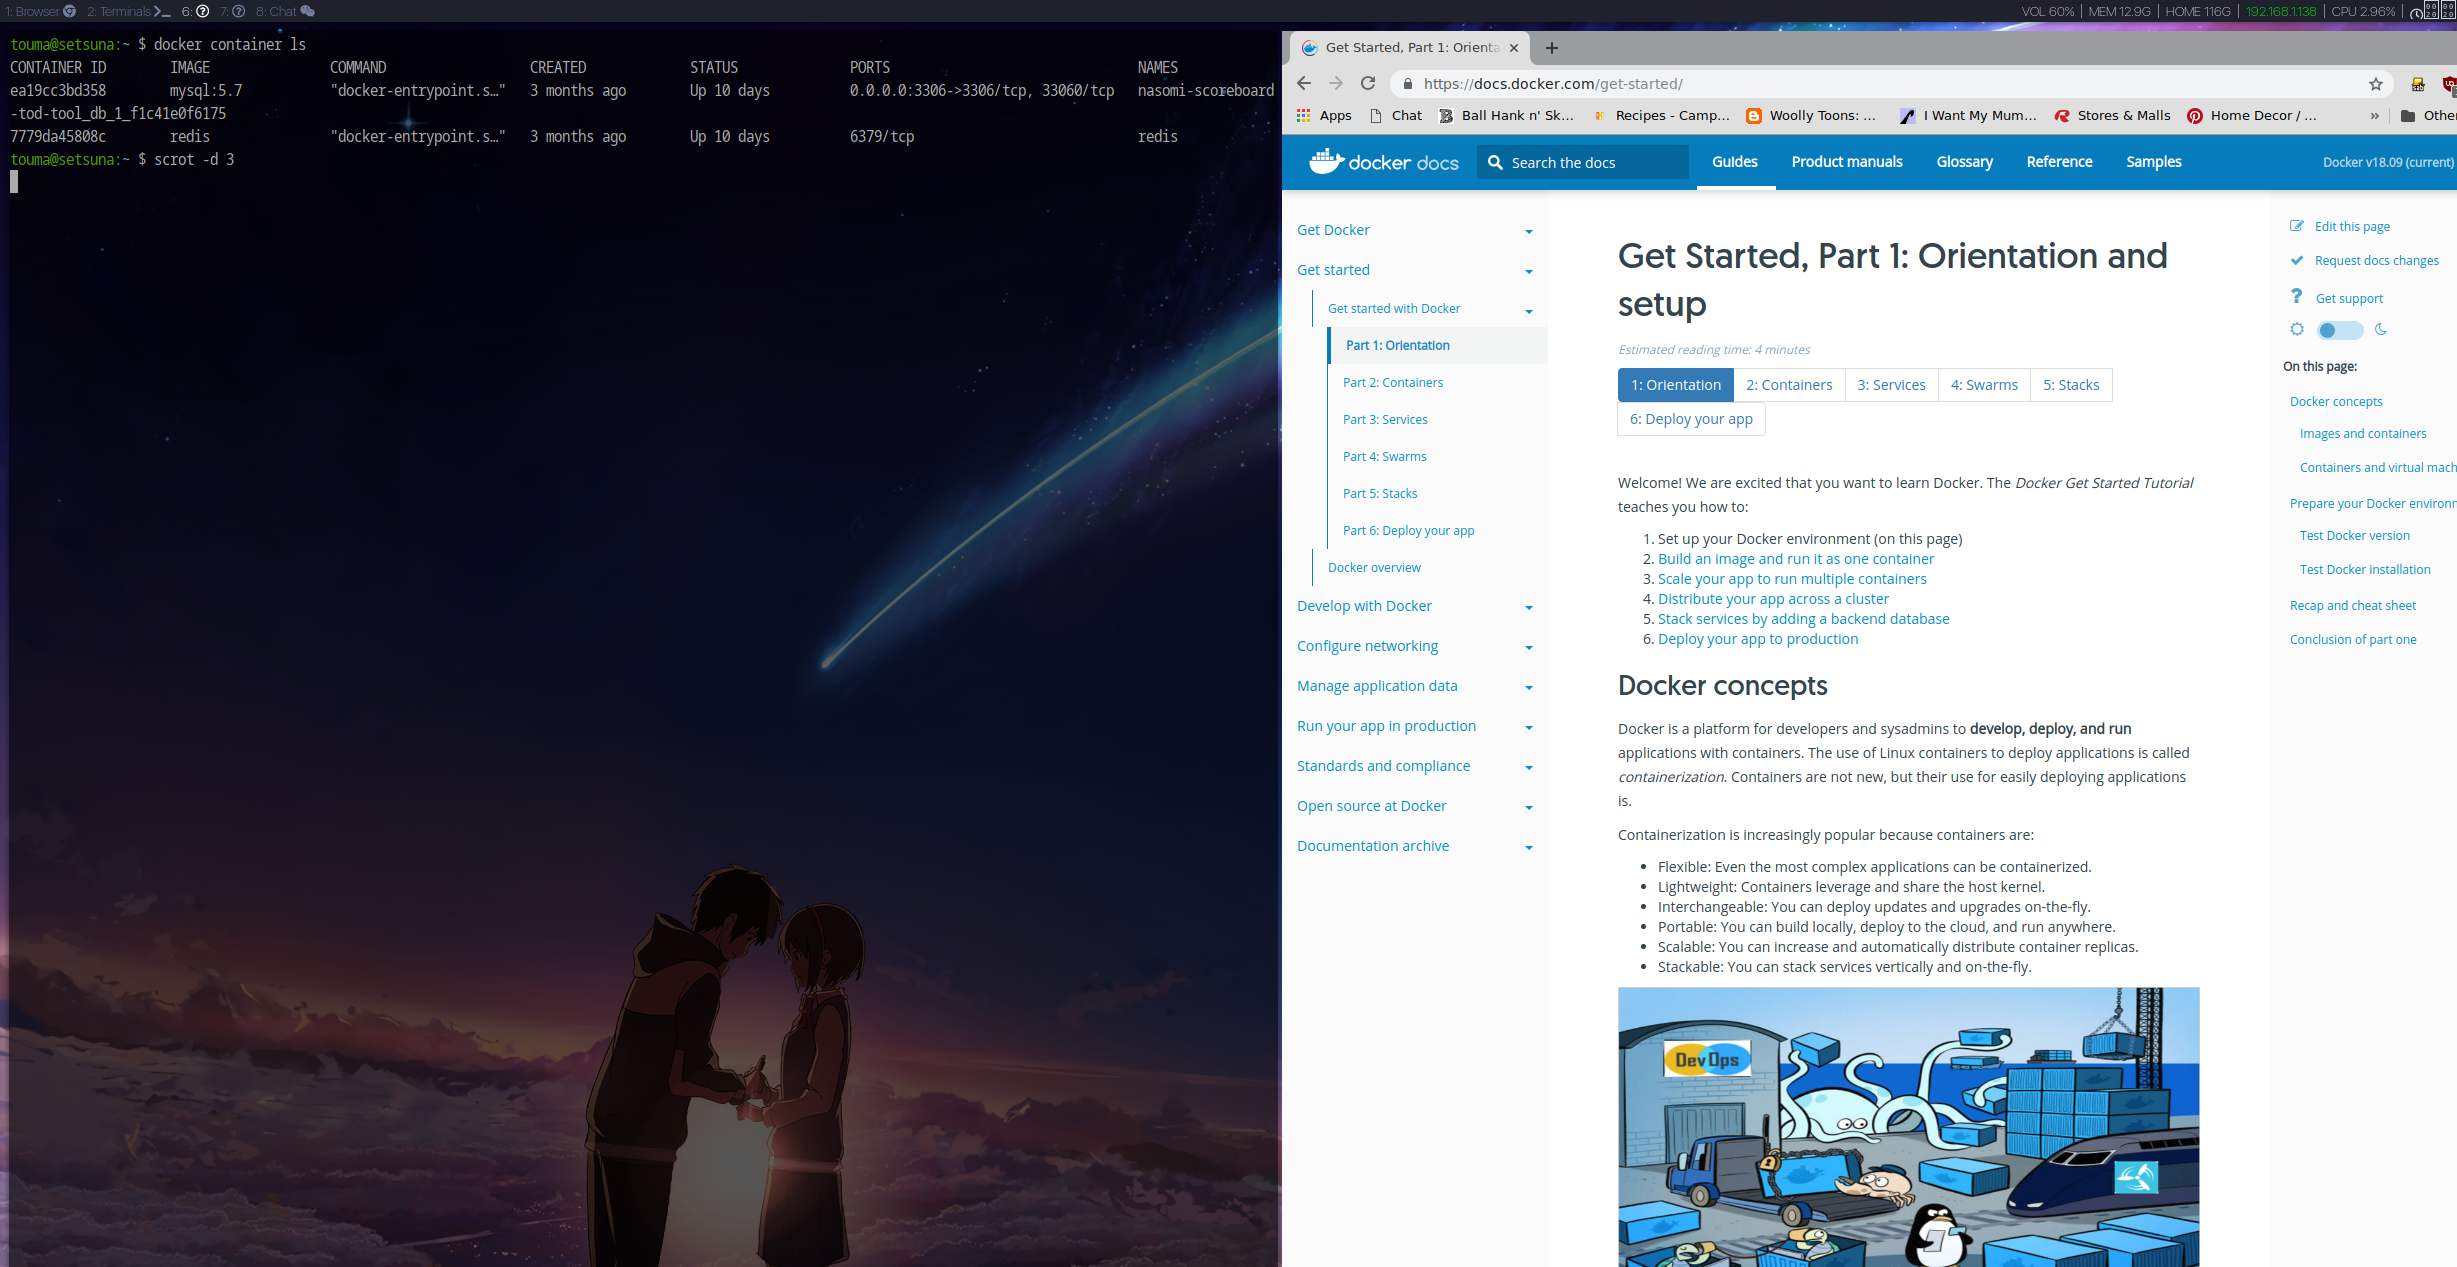 1: Browser 2: Terminals 6: 7: 8: Chat
VOL 60% | MEM 12.9G | HOME 116G | 192.168.1.138 | CPU 2.96% |
touma@setsuna:~ $ docker container ls
CONTAINER ID IMAGE COMMAND CREATED STATUS PORTS NAMES
ea19cc3bd358 mysql:5.7 "docker-entrypoint.s…" 3 months ago Up 10 days 0.0.0.0:3306->3306/tcp, 33060/tcp nasomi-scoreboard
-tod-tool_db_1_f1c41e0f6175
7779da45808c redis "docker-entrypoint.s…" 3 months ago Up 10 days 6379/tcp redis
touma@setsuna:~ $ scrot -d 3
Get Started, Part 1: Orienta
https://docs.docker.com/get-started/
Apps Chat Ball Hank n' Sk... Recipes - Camp... Woolly Toons: ... I Want My Mum... Stores & Malls Home Decor / ... » Other
docker docs Search the docs Guides Product manuals Glossary Reference Samples Docker v18.09 (current)
Get Docker
Get started
Get started with Docker
Part 1: Orientation
Part 2: Containers
Part 3: Services
Part 4: Swarms
Part 5: Stacks
Part 6: Deploy your app
Docker overview
Develop with Docker
Configure networking
Manage application data
Run your app in production
Standards and compliance
Open source at Docker
Documentation archive
Get Started, Part 1: Orientation and
setup
Estimated reading time: 4 minutes
1: Orientation 2: Containers 3: Services 4: Swarms 5: Stacks
6: Deploy your app
Welcome! We are excited that you want to learn Docker. The Docker Get Started Tutorial
teaches you how to:
1. Set up your Docker environment (on this page)
2. Build an image and run it as one container
3. Scale your app to run multiple containers
4. Distribute your app across a cluster
5. Stack services by adding a backend database
6. Deploy your app to production
Docker concepts
Docker is a platform for developers and sysadmins to develop, deploy, and run
applications with containers. The use of Linux containers to deploy applications is called
containerization. Containers are not new, but their use for easily deploying applications
is.
Containerization is increasingly popular because containers are:
• Flexible: Even the most complex applications can be containerized.
• Lightweight: Containers leverage and share the host kernel.
• Interchangeable: You can deploy updates and upgrades on-the-fly.
• Portable: You can build locally, deploy to the cloud, and run anywhere.
• Scalable: You can increase and automatically distribute container replicas.
• Stackable: You can stack services vertically and on-the-fly.
DevOps
Edit this page
Request docs changes
Get support
On this page:
Docker concepts
Images and containers
Containers and virtual mach
Prepare your Docker environ
Test Docker version
Test Docker installation
Recap and cheat sheet
Conclusion of part one